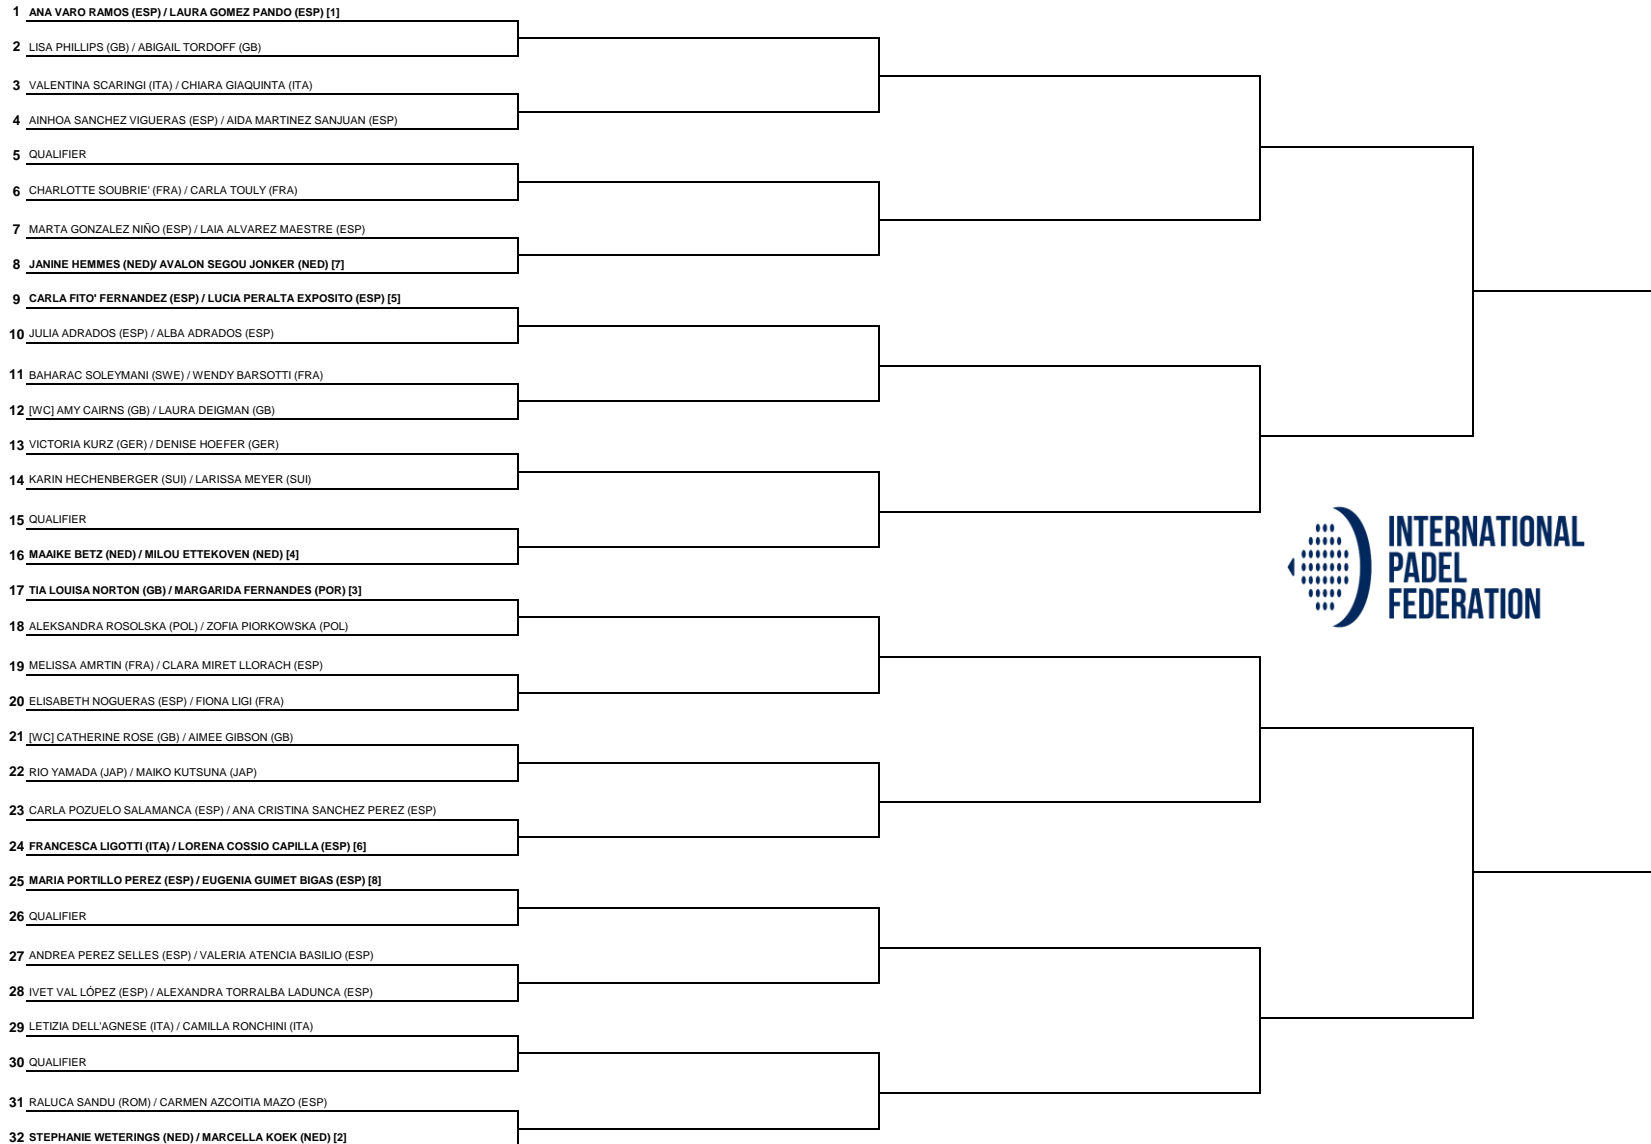 1 ANA VARO RAMOS (ESP) / LAURA GOMEZ PANDO (ESP) [1]
2 LISA PHILLIPS (GB) / ABIGAIL TORDOFF (GB)
3 VALENTINA SCARINGI (ITA) / CHIARA GIAQUINTA (ITA)
4 AINHOA SANCHEZ VIGUERAS (ESP) / AIDA MARTINEZ SANJUAN (ESP)
5 QUALIFIER
6 CHARLOTTE SOUBRIE' (FRA) / CARLA TOULY (FRA)
7 MARTA GONZALEZ NIÑO (ESP) / LAIA ALVAREZ MAESTRE (ESP)
8 JANINE HEMMES (NED)/ AVALON SEGOU JONKER (NED) [7]
9 CARLA FITO' FERNANDEZ (ESP) / LUCIA PERALTA EXPOSITO (ESP) [5]
10 JULIA ADRADOS (ESP) / ALBA ADRADOS (ESP)
11 BAHARAC SOLEYMANI (SWE) / WENDY BARSOTTI (FRA)
12 [WC] AMY CAIRNS (GB) / LAURA DEIGMAN (GB)
13 VICTORIA KURZ (GER) / DENISE HOEFER (GER)
14 KARIN HECHENBERGER (SUI) / LARISSA MEYER (SUI)
15 QUALIFIER
16 MAAIKE BETZ (NED) / MILOU ETTEKOVEN (NED) [4]
17 TIA LOUISA NORTON (GB) / MARGARIDA FERNANDES (POR) [3]
18 ALEKSANDRA ROSOLSKA (POL) / ZOFIA PIORKOWSKA (POL)
19 MELISSA AMRTIN (FRA) / CLARA MIRET LLORACH (ESP)
20 ELISABETH NOGUERAS (ESP) / FIONA LIGI (FRA)
21 [WC] CATHERINE ROSE (GB) / AIMEE GIBSON (GB)
22 RIO YAMADA (JAP) / MAIKO KUTSUNA (JAP)
23 CARLA POZUELO SALAMANCA (ESP) / ANA CRISTINA SANCHEZ PEREZ (ESP)
24 FRANCESCA LIGOTTI (ITA) / LORENA COSSIO CAPILLA (ESP) [6]
25 MARIA PORTILLO PEREZ (ESP) / EUGENIA GUIMET BIGAS (ESP) [8]
26 QUALIFIER
27 ANDREA PEREZ SELLES (ESP) / VALERIA ATENCIA BASILIO (ESP)
28 IVET VAL LÓPEZ (ESP) / ALEXANDRA TORRALBA LADUNCA (ESP)
29 LETIZIA DELL'AGNESE (ITA) / CAMILLA RONCHINI (ITA)
30 QUALIFIER
31 RALUCA SANDU (ROM) / CARMEN AZCOITIA MAZO (ESP)
32 STEPHANIE WETERINGS (NED) / MARCELLA KOEK (NED) [2]
INTERNATIONAL
PADEL
FEDERATION